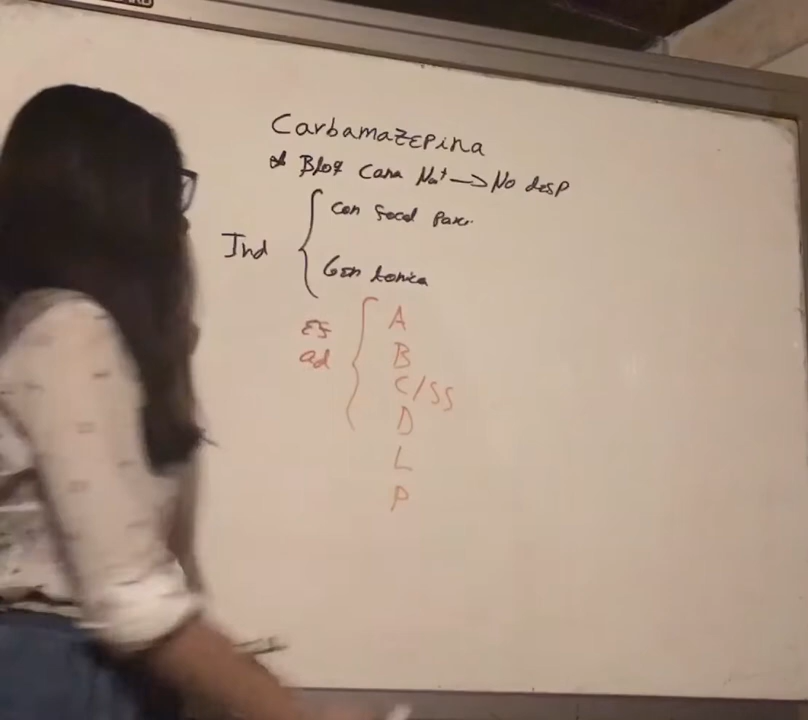 CarbamazEpina
Bloq Cana Na+ → No desp
Ind
Con focal Parc.
Gen tonica
Ef
ad
A
B
C/SS
D
L
P